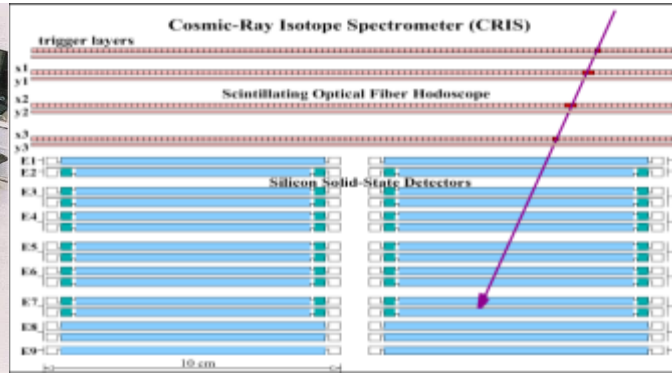 Cosmic-Ray Isotope Spectrometer (CRIS)
trigger layers
x1
y1
x2
y2
Scintillating Optical Fiber Hodoscope
x3
y3
E1
E2
Silicon Solid-State Detectors
E3
E4
E5
E6
E7
E8
E9
10 cm